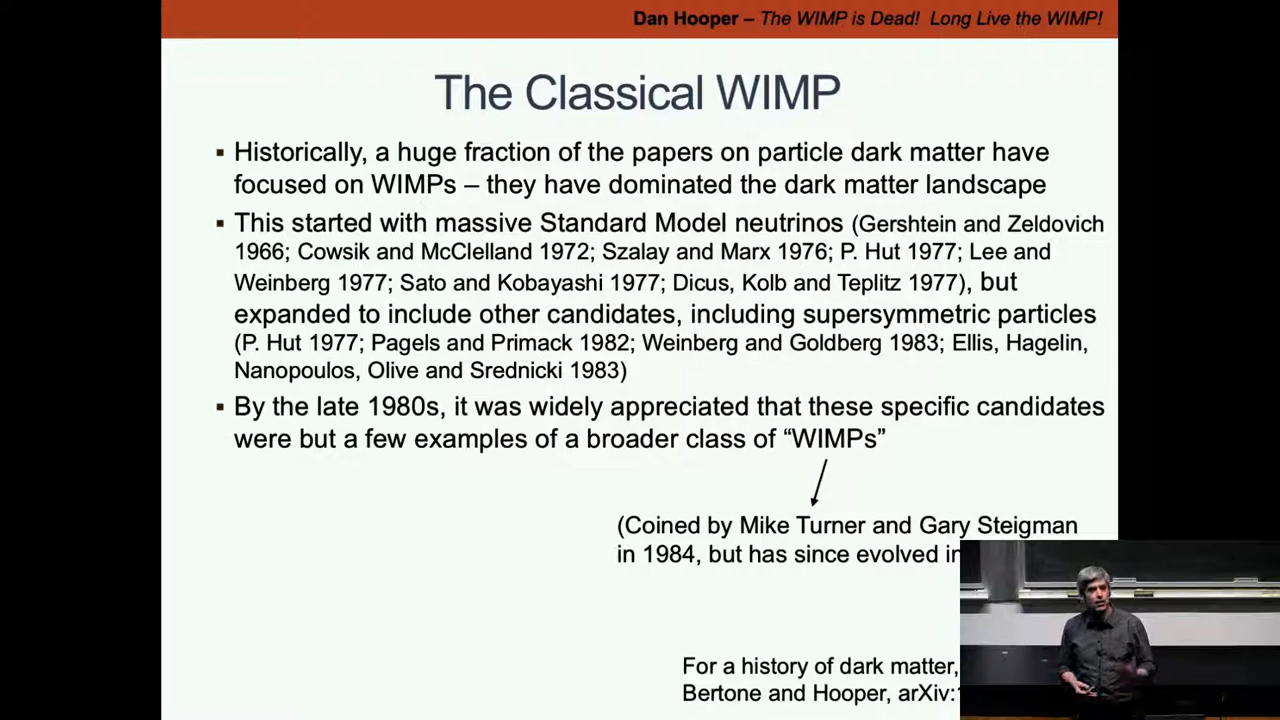 Dan Hooper – The WIMP is Dead! Long Live the WIMP!
The Classical WIMP
▪ Historically, a huge fraction of the papers on particle dark matter have
focused on WIMPs – they have dominated the dark matter landscape
▪ This started with massive Standard Model neutrinos (Gershtein and Zeldovich
1966; Cowsik and McClelland 1972; Szalay and Marx 1976; P. Hut 1977; Lee and
Weinberg 1977; Sato and Kobayashi 1977; Dicus, Kolb and Teplitz 1977), but
expanded to include other candidates, including supersymmetric particles
(P. Hut 1977; Pagels and Primack 1982; Weinberg and Goldberg 1983; Ellis, Hagelin,
Nanopoulos, Olive and Srednicki 1983)
▪ By the late 1980s, it was widely appreciated that these specific candidates
were but a few examples of a broader class of “WIMPs”
(Coined by Mike Turner and Gary Steigman
in 1984, but has since evolved
For a history of dark matter,
Bertone and Hooper, arXiv: